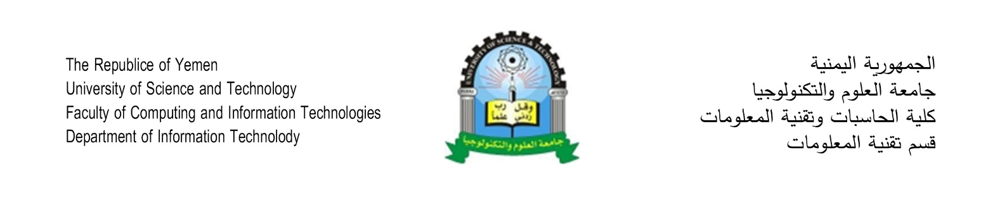 The Republice of Yemen
University of Science and Technology
Faculty of Computing and Information Technologies
Department of Information Technolody
UNIVERSITY OF SCIENCE & TECHNOLOGY
وقل رب
زدني علماً
جامعة العلوم والتكنولوجيا
الجمهورية اليمنية
جامعة العلوم والتكنولوجيا
كلية الحاسبات وتقنية المعلومات
قسم تقنية المعلومات